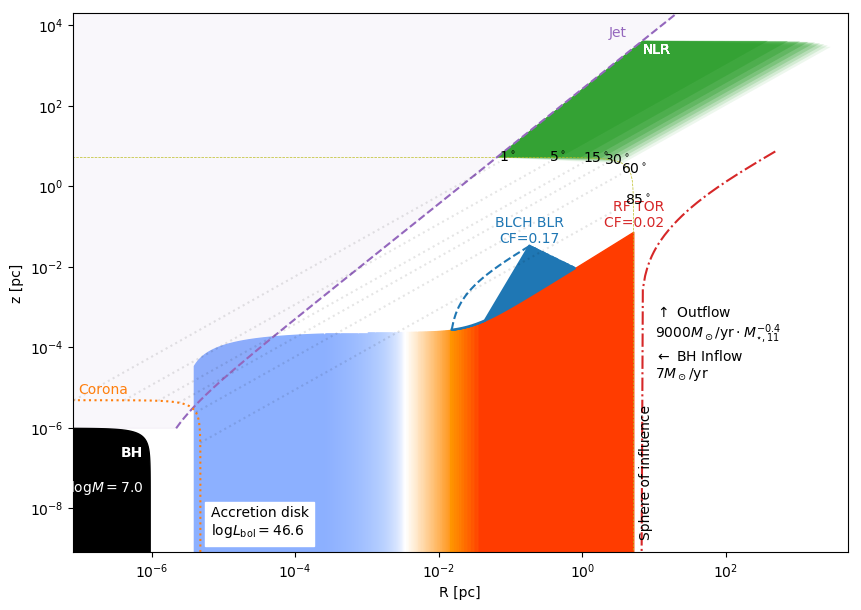 Jet
NLR
1° 5° 15° 30°
60°
85°
BLCH BLR
CF=0.17
RF TOR
CF=0.02
↑ Outflow
9000M_⊙/yr · M_{⋆,11}^{-0.4}
← BH Inflow
7M_⊙/yr
Sphere of influence
Corona
BH
logM = 7.0
Accretion disk
logL_bol = 46.6
z [pc]
10^4
10^2
10^0
10^-2
10^-4
10^-6
10^-8
10^-6 10^-4 10^-2 10^0 10^2
R [pc]